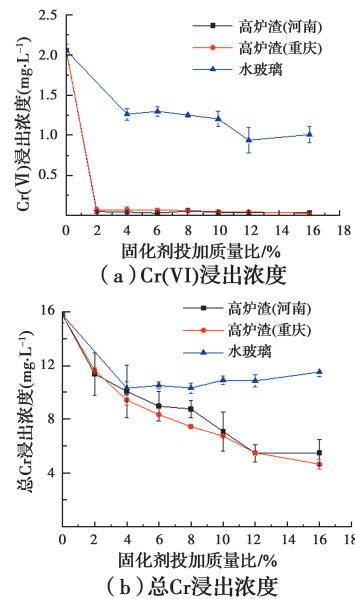 2.5
2.0
1.5
1.0
0.5
Cr(VI)浸出浓度(mg·L⁻¹)
高炉渣(河南)
高炉渣(重庆)
水玻璃
0 2 4 6 8 10 12 14 16 18
固化剂投加质量比/%
(a)Cr(VI)浸出浓度
16
12
8
4
总Cr浸出浓度(mg·L⁻¹)
高炉渣(河南)
高炉渣(重庆)
水玻璃
0 2 4 6 8 10 12 14 16 18
固化剂投加质量比/%
(b)总Cr浸出浓度